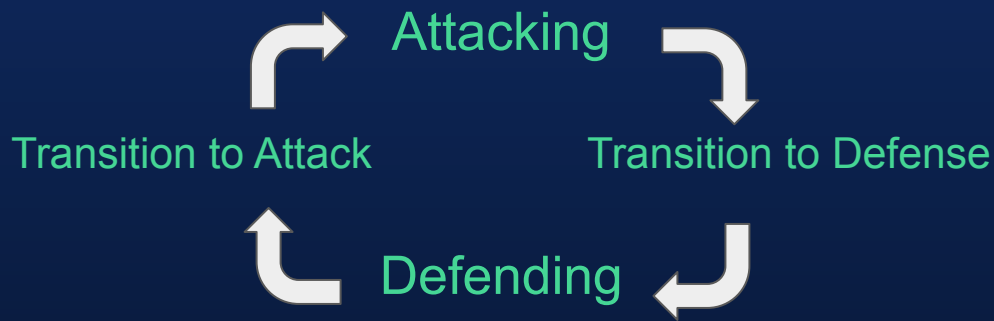 Attacking
Transition to Attack
Transition to Defense
Defending